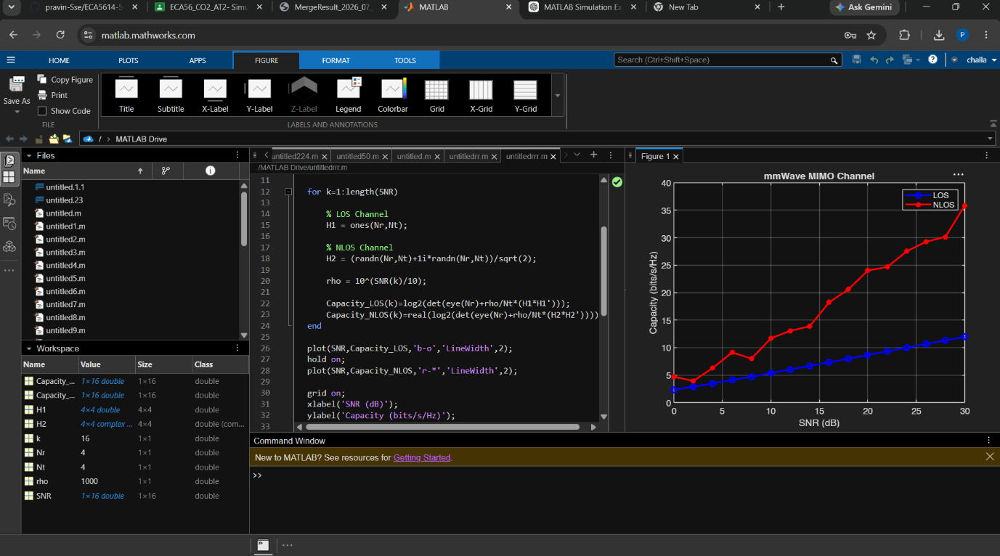 pravin-Sse/ECA5614-5
ECA56_CO2_AT2- Simu
MergeResult_2026_07_
MATLAB
MATLAB Simulation Ex
New Tab
Ask Gemini
matlab.mathworks.com
P
HOME PLOTS APPS FIGURE FORMAT TOOLS
Search (Ctrl+Shift+Space)
challa
Save As
Copy Figure
Print
Show Code
FILE
Title Subtitle X-Label Y-Label Z-Label Legend Colorbar Grid X-Grid Y-Grid
LABELS AND ANNOTATIONS
/ > MATLAB Drive
Files
Name
untitled.1.1
untitled.23
untitled.m
untitled1.m
untitled2.m
untitled3.m
untitled4.m
untitled5.m
untitled6.m
untitled7.m
untitled8.m
untitled9.m
Workspace
Name Value Size Class
Capacity_... 1×16 double 1×16 double
Capacity_... 1×16 double 1×16 double
H1 4×4 double 4×4 double
H2 4×4 complex ... 4×4 double (com...
k 16 1×1 double
Nr 4 1×1 double
Nt 4 1×1 double
rho 1000 1×1 double
SNR 1×16 double 1×16 double
untitled224.m untitled50.m untitled.m untitledrr.m untitledrrr.m
/MATLAB Drive/untitledrrr.m
11
12 for k=1:length(SNR)
13
14 % LOS Channel
15 H1 = ones(Nr,Nt);
16
17 % NLOS Channel
18 H2 = (randn(Nr,Nt)+1i*randn(Nr,Nt))/sqrt(2);
19
20 rho = 10^(SNR(k)/10);
21
22 Capacity_LOS(k)=log2(det(eye(Nr)+rho/Nt*(H1*H1')));
23 Capacity_NLOS(k)=real(log2(det(eye(Nr)+rho/Nt*(H2*H2'))))
24 end
25
26 plot(SNR,Capacity_LOS,'b-o','LineWidth',2);
27 hold on;
28 plot(SNR,Capacity_NLOS,'r-*','LineWidth',2);
29
30 grid on;
31 xlabel('SNR (dB)');
32 ylabel('Capacity (bits/s/Hz)');
33
Figure 1
mmWave MIMO Channel
LOS
NLOS
40
35
30
25
20
15
10
5
0
Capacity (bits/s/Hz)
0 5 10 15 20 25 30
SNR (dB)
Command Window
New to MATLAB? See resources for Getting Started.
>>